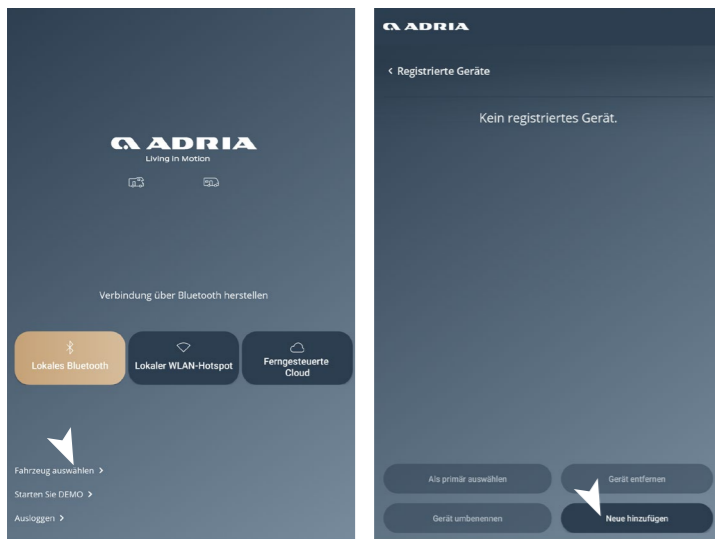 ADRIA
Living in Motion
Verbindung über Bluetooth herstellen
Lokales Bluetooth
Lokaler WLAN-Hotspot
Ferngesteuerte
Cloud
Fahrzeug auswählen >
Starten Sie DEMO >
Ausloggen >
ADRIA
< Registrierte Geräte
Kein registriertes Gerät.
Als primär auswählen
Gerät entfernen
Gerät umbenennen
Neue hinzufügen